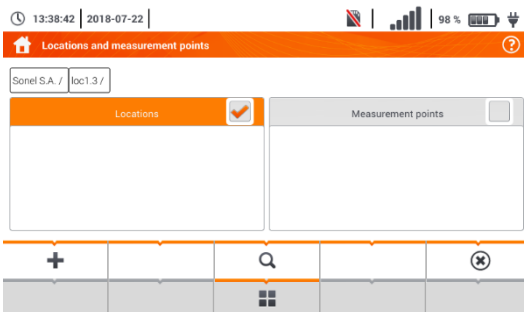 13:38:42 2018-07-22 98 %
Locations and measurement points ?
Sonel S.A. / loc1.3 /
Locations Measurement points